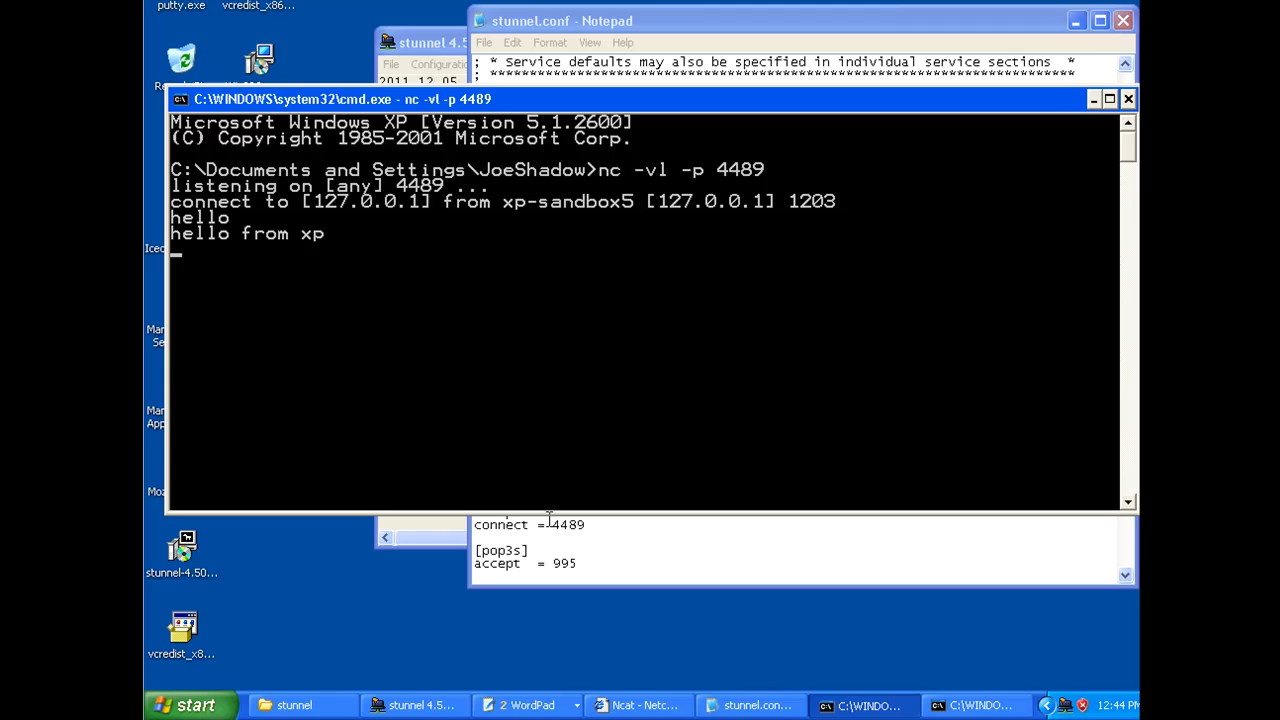 putty.exe
vcredist_x86...
stunnel.conf - Notepad
File Edit Format View Help
; * Service defaults may also be specified in individual service sections *
; **************************************************************************
stunnel 4.5
File Configuratio
2011.12.05
C:\WINDOWS\system32\cmd.exe - nc -vl -p 4489
Microsoft Windows XP [Version 5.1.2600]
(C) Copyright 1985-2001 Microsoft Corp.
C:\Documents and Settings\JoeShadow>nc -vl -p 4489
listening on [any] 4489 ...
connect to [127.0.0.1] from xp-sandbox5 [127.0.0.1] 1203
hello
hello from xp
Re
Iced
Mar
Se
Mar
App
Moz
connect = 4489
[pop3s]
accept = 995
stunnel-4.50...
vcredist_x8...
start
stunnel
stunnel 4.5...
2 WordPad
Ncat - Netc...
stunnel.con...
C:\WINDO...
C:\WINDO...
12:44 PM